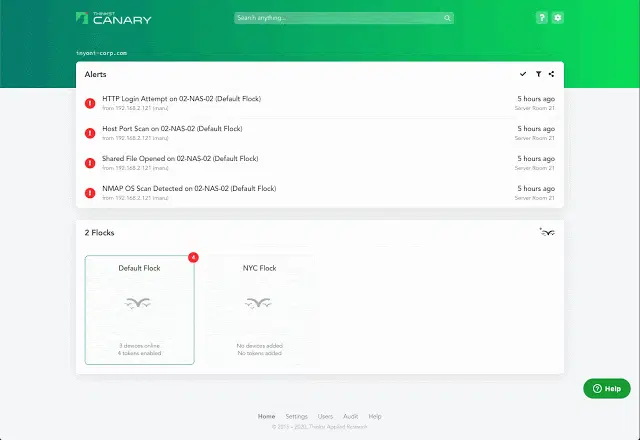 THINKST
CANARY
Search anything...
?
tnyent-corp.com
Alerts
HTTP Login Attempt on 02-NAS-02 (Default Flock)
5 hours ago
from 192.168.2.121 (maru)
Server Room 21
Host Port Scan on 02-NAS-02 (Default Flock)
5 hours ago
from 192.168.2.121 (maru)
Server Room 21
Shared File Opened on 02-NAS-02 (Default Flock)
5 hours ago
from 192.168.2.121 (maru)
Server Room 21
NMAP OS Scan Detected on 02-NAS-02 (Default Flock)
5 hours ago
from 192.168.2.121 (maru)
Server Room 21
2 Flocks
4
Default Flock
NYC Flock
3 devices online
No devices added
4 tokens enabled
No tokens added
? Help
Home Settings Users Audit Help
© 2015 - 2020, Thinkst Applied Research